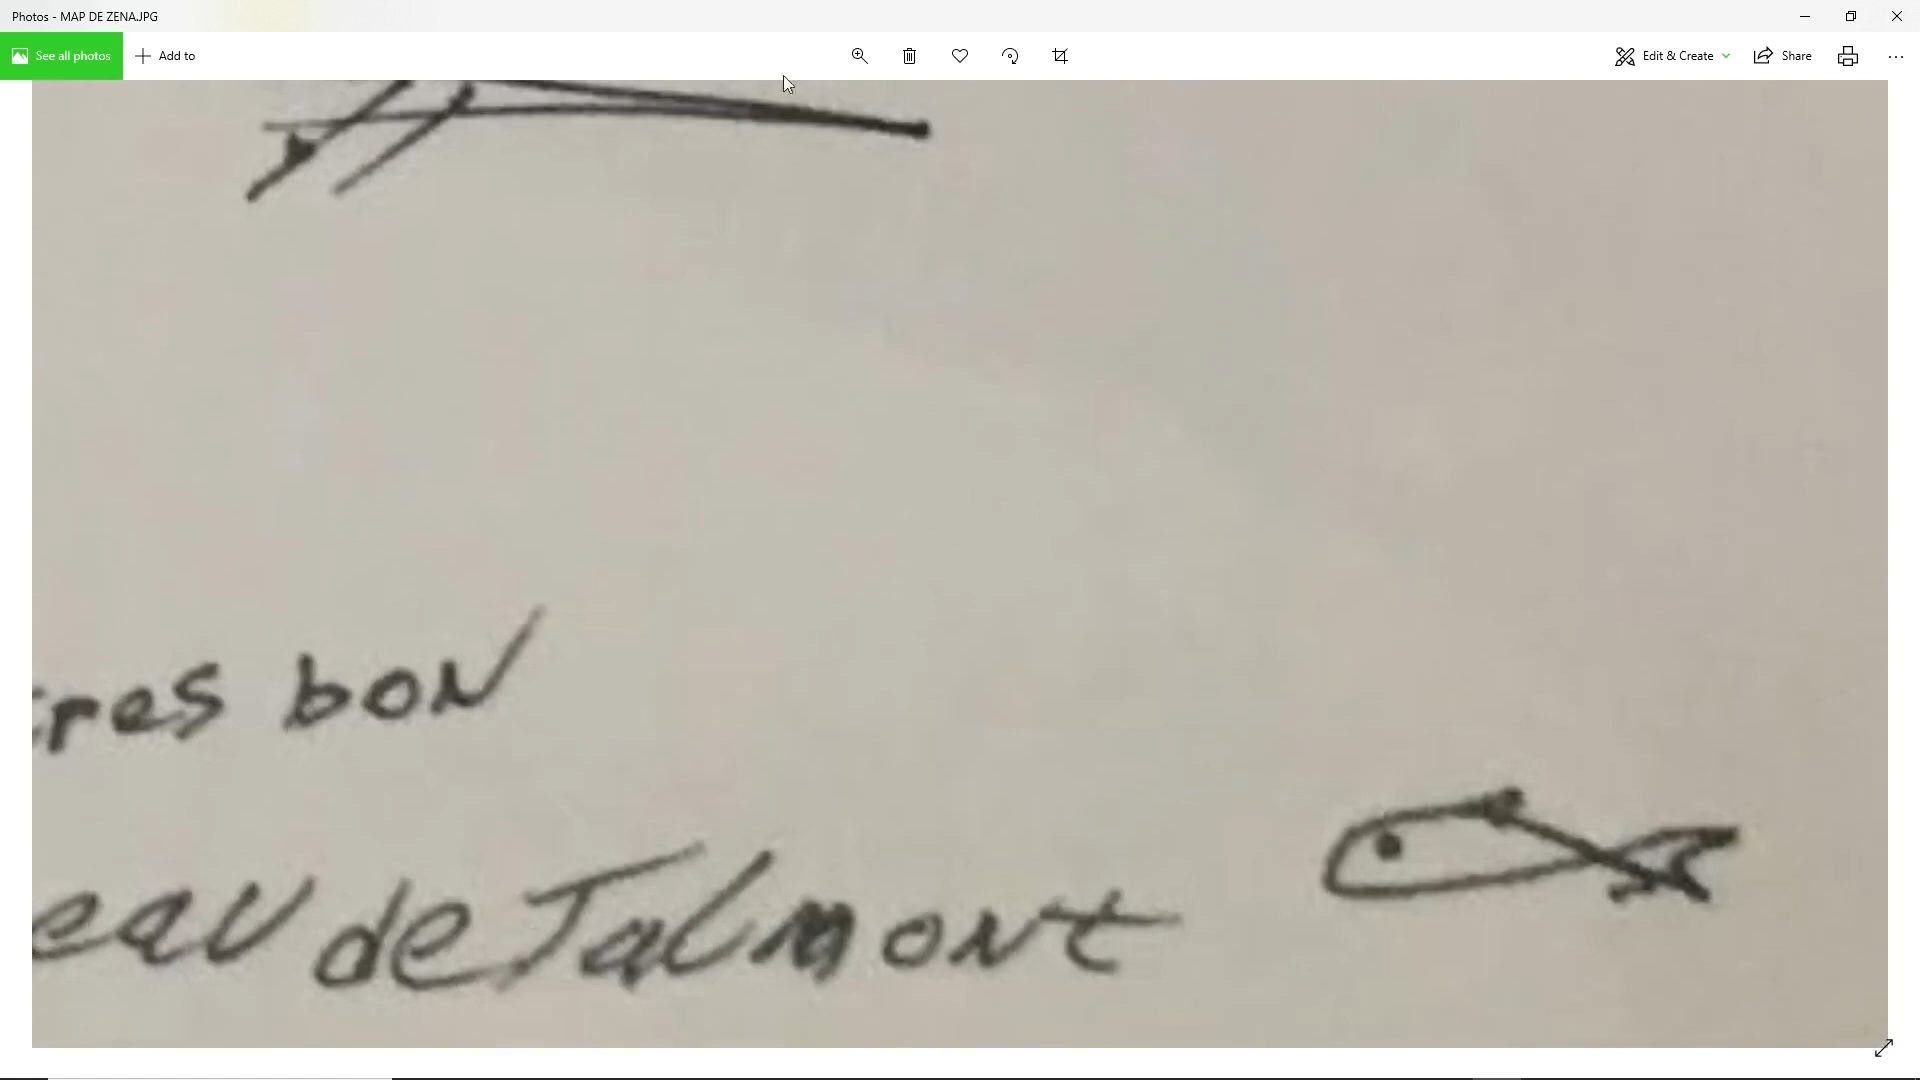 Photos - MAP DE ZENA.JPG
See all photos
Add to
Edit & Create
Share
res bon
eau de Talmont